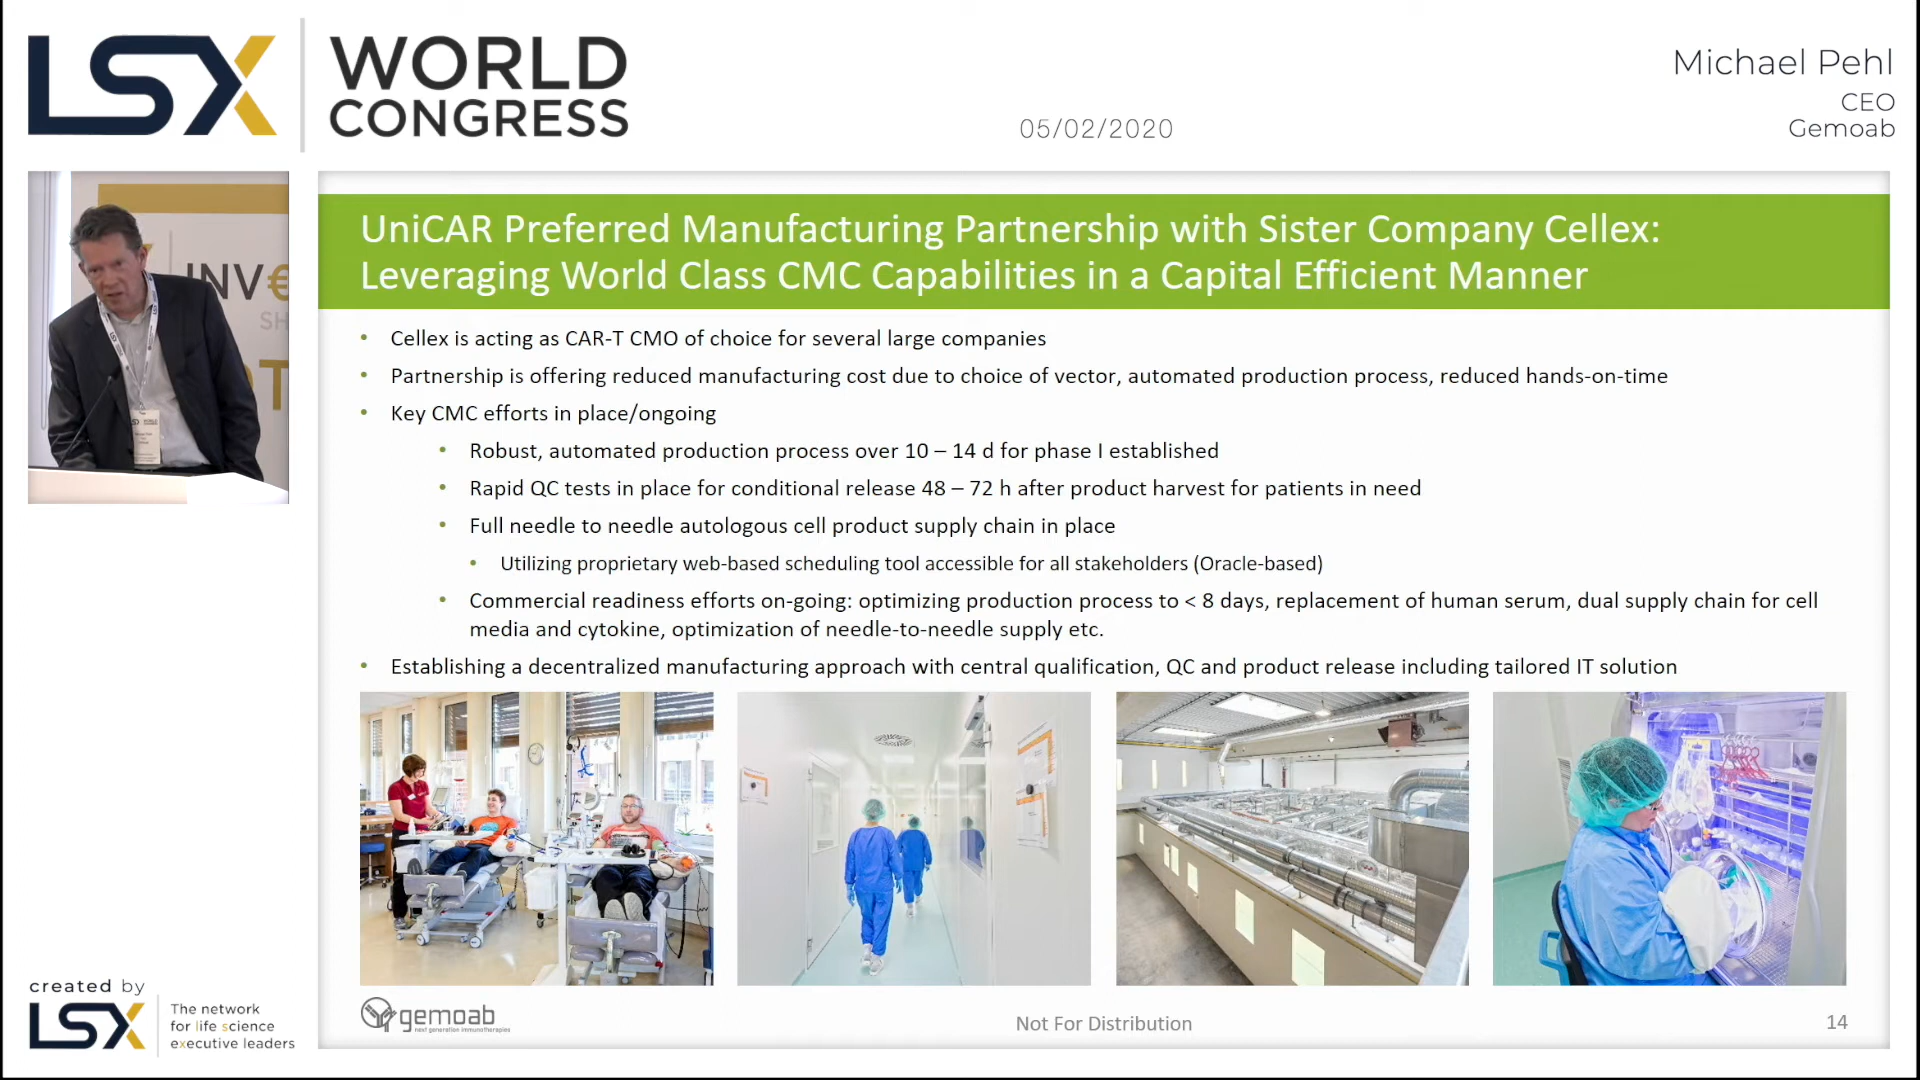 LSX
WORLD
CONGRESS
05/02/2020
Michael Pehl
CEO
Gemoab
INV€
SH
UniCAR Preferred Manufacturing Partnership with Sister Company Cellex:
Leveraging World Class CMC Capabilities in a Capital Efficient Manner
• Cellex is acting as CAR-T CMO of choice for several large companies
• Partnership is offering reduced manufacturing cost due to choice of vector, automated production process, reduced hands-on-time
• Key CMC efforts in place/ongoing
• Robust, automated production process over 10 – 14 d for phase I established
• Rapid QC tests in place for conditional release 48 – 72 h after product harvest for patients in need
• Full needle to needle autologous cell product supply chain in place
• Utilizing proprietary web-based scheduling tool accessible for all stakeholders (Oracle-based)
• Commercial readiness efforts on-going: optimizing production process to < 8 days, replacement of human serum, dual supply chain for cell
media and cytokine, optimization of needle-to-needle supply etc.
• Establishing a decentralized manufacturing approach with central qualification, QC and product release including tailored IT solution
gemoab
next generation immunotherapies
Not For Distribution
14
created by
LSX
The network
for life science
executive leaders